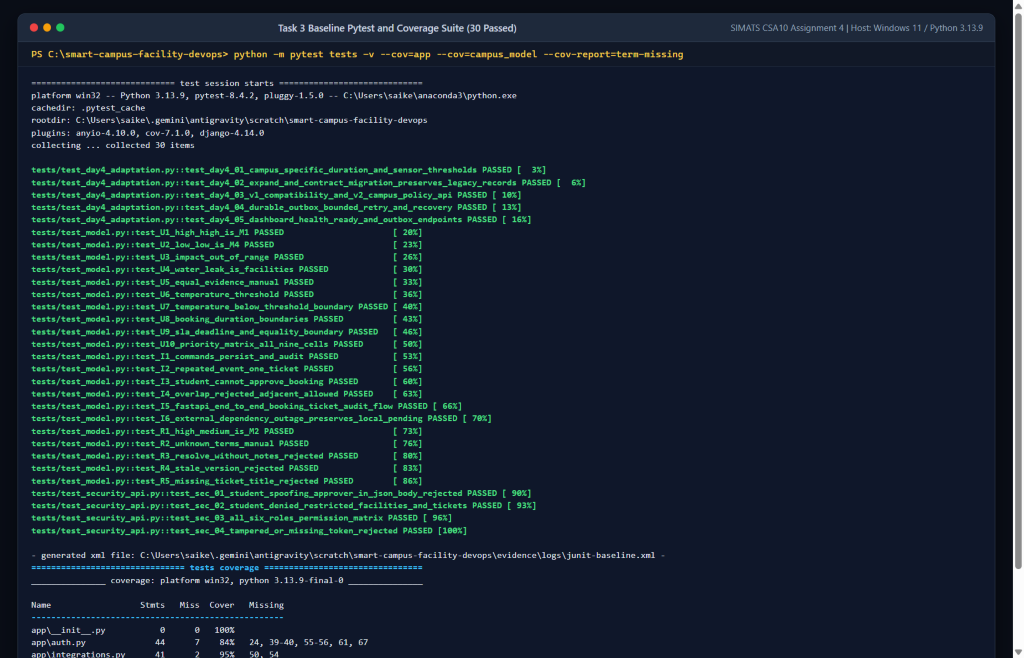 Task 3 Baseline Pytest and Coverage Suite (30 Passed)
SIMATS CSA10 Assignment 4 | Host: Windows 11 / Python 3.13.9
PS C:\smart-campus-facility-devops> python -m pytest tests -v --cov=app --cov=campus_model --cov-report=term-missing
============================= test session starts =============================
platform win32 -- Python 3.13.9, pytest-8.4.2, pluggy-1.5.0 -- C:\Users\saike\anaconda3\python.exe
cachedir: .pytest_cache
rootdir: C:\Users\saike\.gemini\antigravity\scratch\smart-campus-facility-devops
plugins: anyio-4.10.0, cov-7.1.0, django-4.14.0
collecting ... collected 30 items
tests/test_day4_adaptation.py::test_day4_01_campus_specific_duration_and_sensor_thresholds PASSED [  3%]
tests/test_day4_adaptation.py::test_day4_02_expand_and_contract_migration_preserves_legacy_records PASSED [  6%]
tests/test_day4_adaptation.py::test_day4_03_v1_compatibility_and_v2_campus_policy_api PASSED [ 10%]
tests/test_day4_adaptation.py::test_day4_04_durable_outbox_bounded_retry_and_recovery PASSED [ 13%]
tests/test_day4_adaptation.py::test_day4_05_dashboard_health_ready_and_outbox_endpoints PASSED [ 16%]
tests/test_model.py::test_U1_high_high_is_M1 PASSED [ 20%]
tests/test_model.py::test_U2_low_low_is_M4 PASSED [ 23%]
tests/test_model.py::test_U3_impact_out_of_range PASSED [ 26%]
tests/test_model.py::test_U4_water_leak_is_facilities PASSED [ 30%]
tests/test_model.py::test_U5_equal_evidence_manual PASSED [ 33%]
tests/test_model.py::test_U6_temperature_threshold PASSED [ 36%]
tests/test_model.py::test_U7_temperature_below_threshold_boundary PASSED [ 40%]
tests/test_model.py::test_U8_booking_duration_boundaries PASSED [ 43%]
tests/test_model.py::test_U9_sla_deadline_and_equality_boundary PASSED [ 46%]
tests/test_model.py::test_U10_priority_matrix_all_nine_cells PASSED [ 50%]
tests/test_model.py::test_I1_commands_persist_and_audit PASSED [ 53%]
tests/test_model.py::test_I2_repeated_event_one_ticket PASSED [ 56%]
tests/test_model.py::test_I3_student_cannot_approve_booking PASSED [ 60%]
tests/test_model.py::test_I4_overlap_rejected_adjacent_allowed PASSED [ 63%]
tests/test_model.py::test_I5_fastapi_end_to_end_booking_ticket_audit_flow PASSED [ 66%]
tests/test_model.py::test_I6_external_dependency_outage_preserves_local_pending PASSED [ 70%]
tests/test_model.py::test_R1_high_medium_is_M2 PASSED [ 73%]
tests/test_model.py::test_R2_unknown_terms_manual PASSED [ 76%]
tests/test_model.py::test_R3_resolve_without_notes_rejected PASSED [ 80%]
tests/test_model.py::test_R4_stale_version_rejected PASSED [ 83%]
tests/test_model.py::test_R5_missing_ticket_title_rejected PASSED [ 86%]
tests/test_security_api.py::test_sec_01_student_spoofing_approver_in_json_body_rejected PASSED [ 90%]
tests/test_security_api.py::test_sec_02_student_denied_restricted_facilities_and_tickets PASSED [ 93%]
tests/test_security_api.py::test_sec_03_all_six_roles_permission_matrix PASSED [ 96%]
tests/test_security_api.py::test_sec_04_tampered_or_missing_token_rejected PASSED [100%]
- generated xml file: C:\Users\saike\.gemini\antigravity\scratch\smart-campus-facility-devops\evidence\logs\junit-baseline.xml -
=============================== tests coverage ================================
_______________ coverage: platform win32, python 3.13.9-final-0 _______________
Name Stmts Miss Cover Missing
---------------------------------------------------
app\__init__.py 0 0 100%
app\auth.py 44 7 84% 24, 39-40, 55-56, 61, 67
app\integrations.py 41 2 95% 50, 54